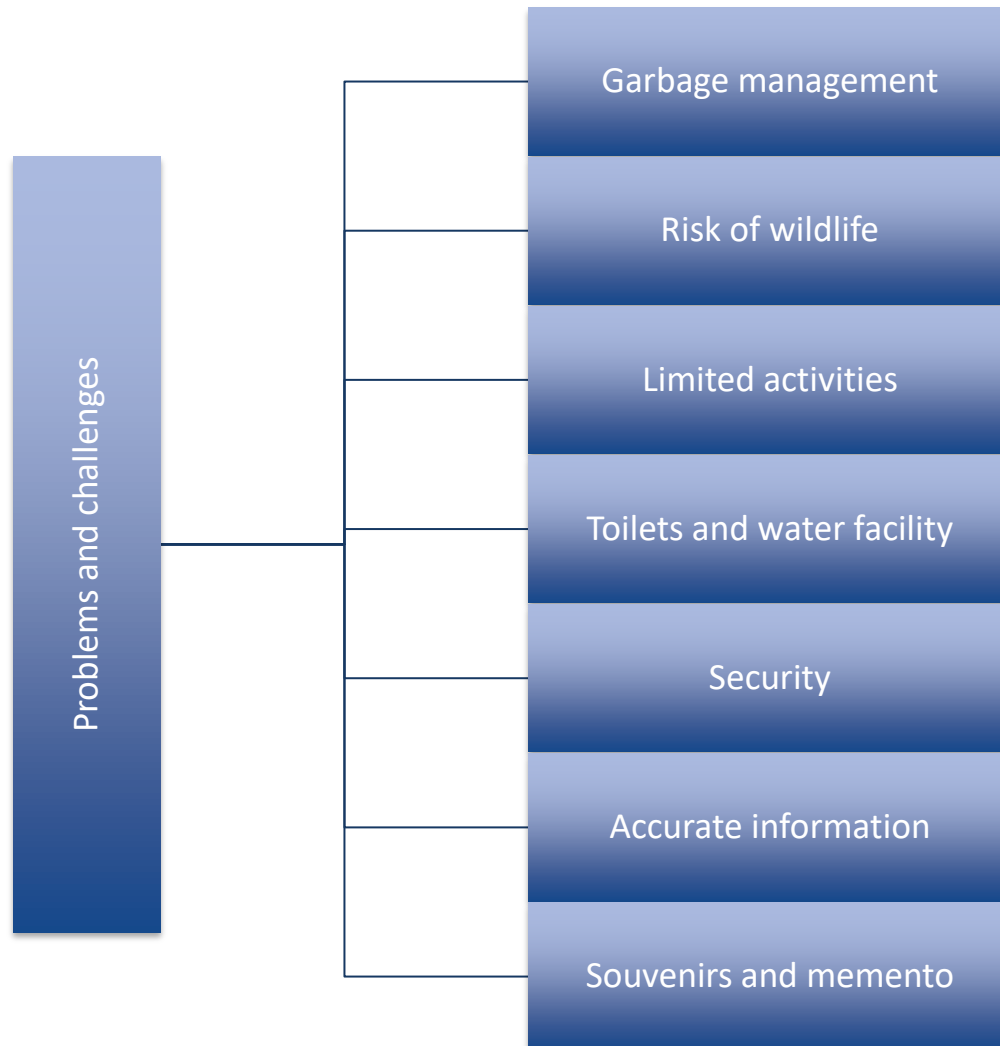 Problems and challenges
Garbage management
Risk of wildlife
Limited activities
Toilets and water facility
Security
Accurate information
Souvenirs and memento